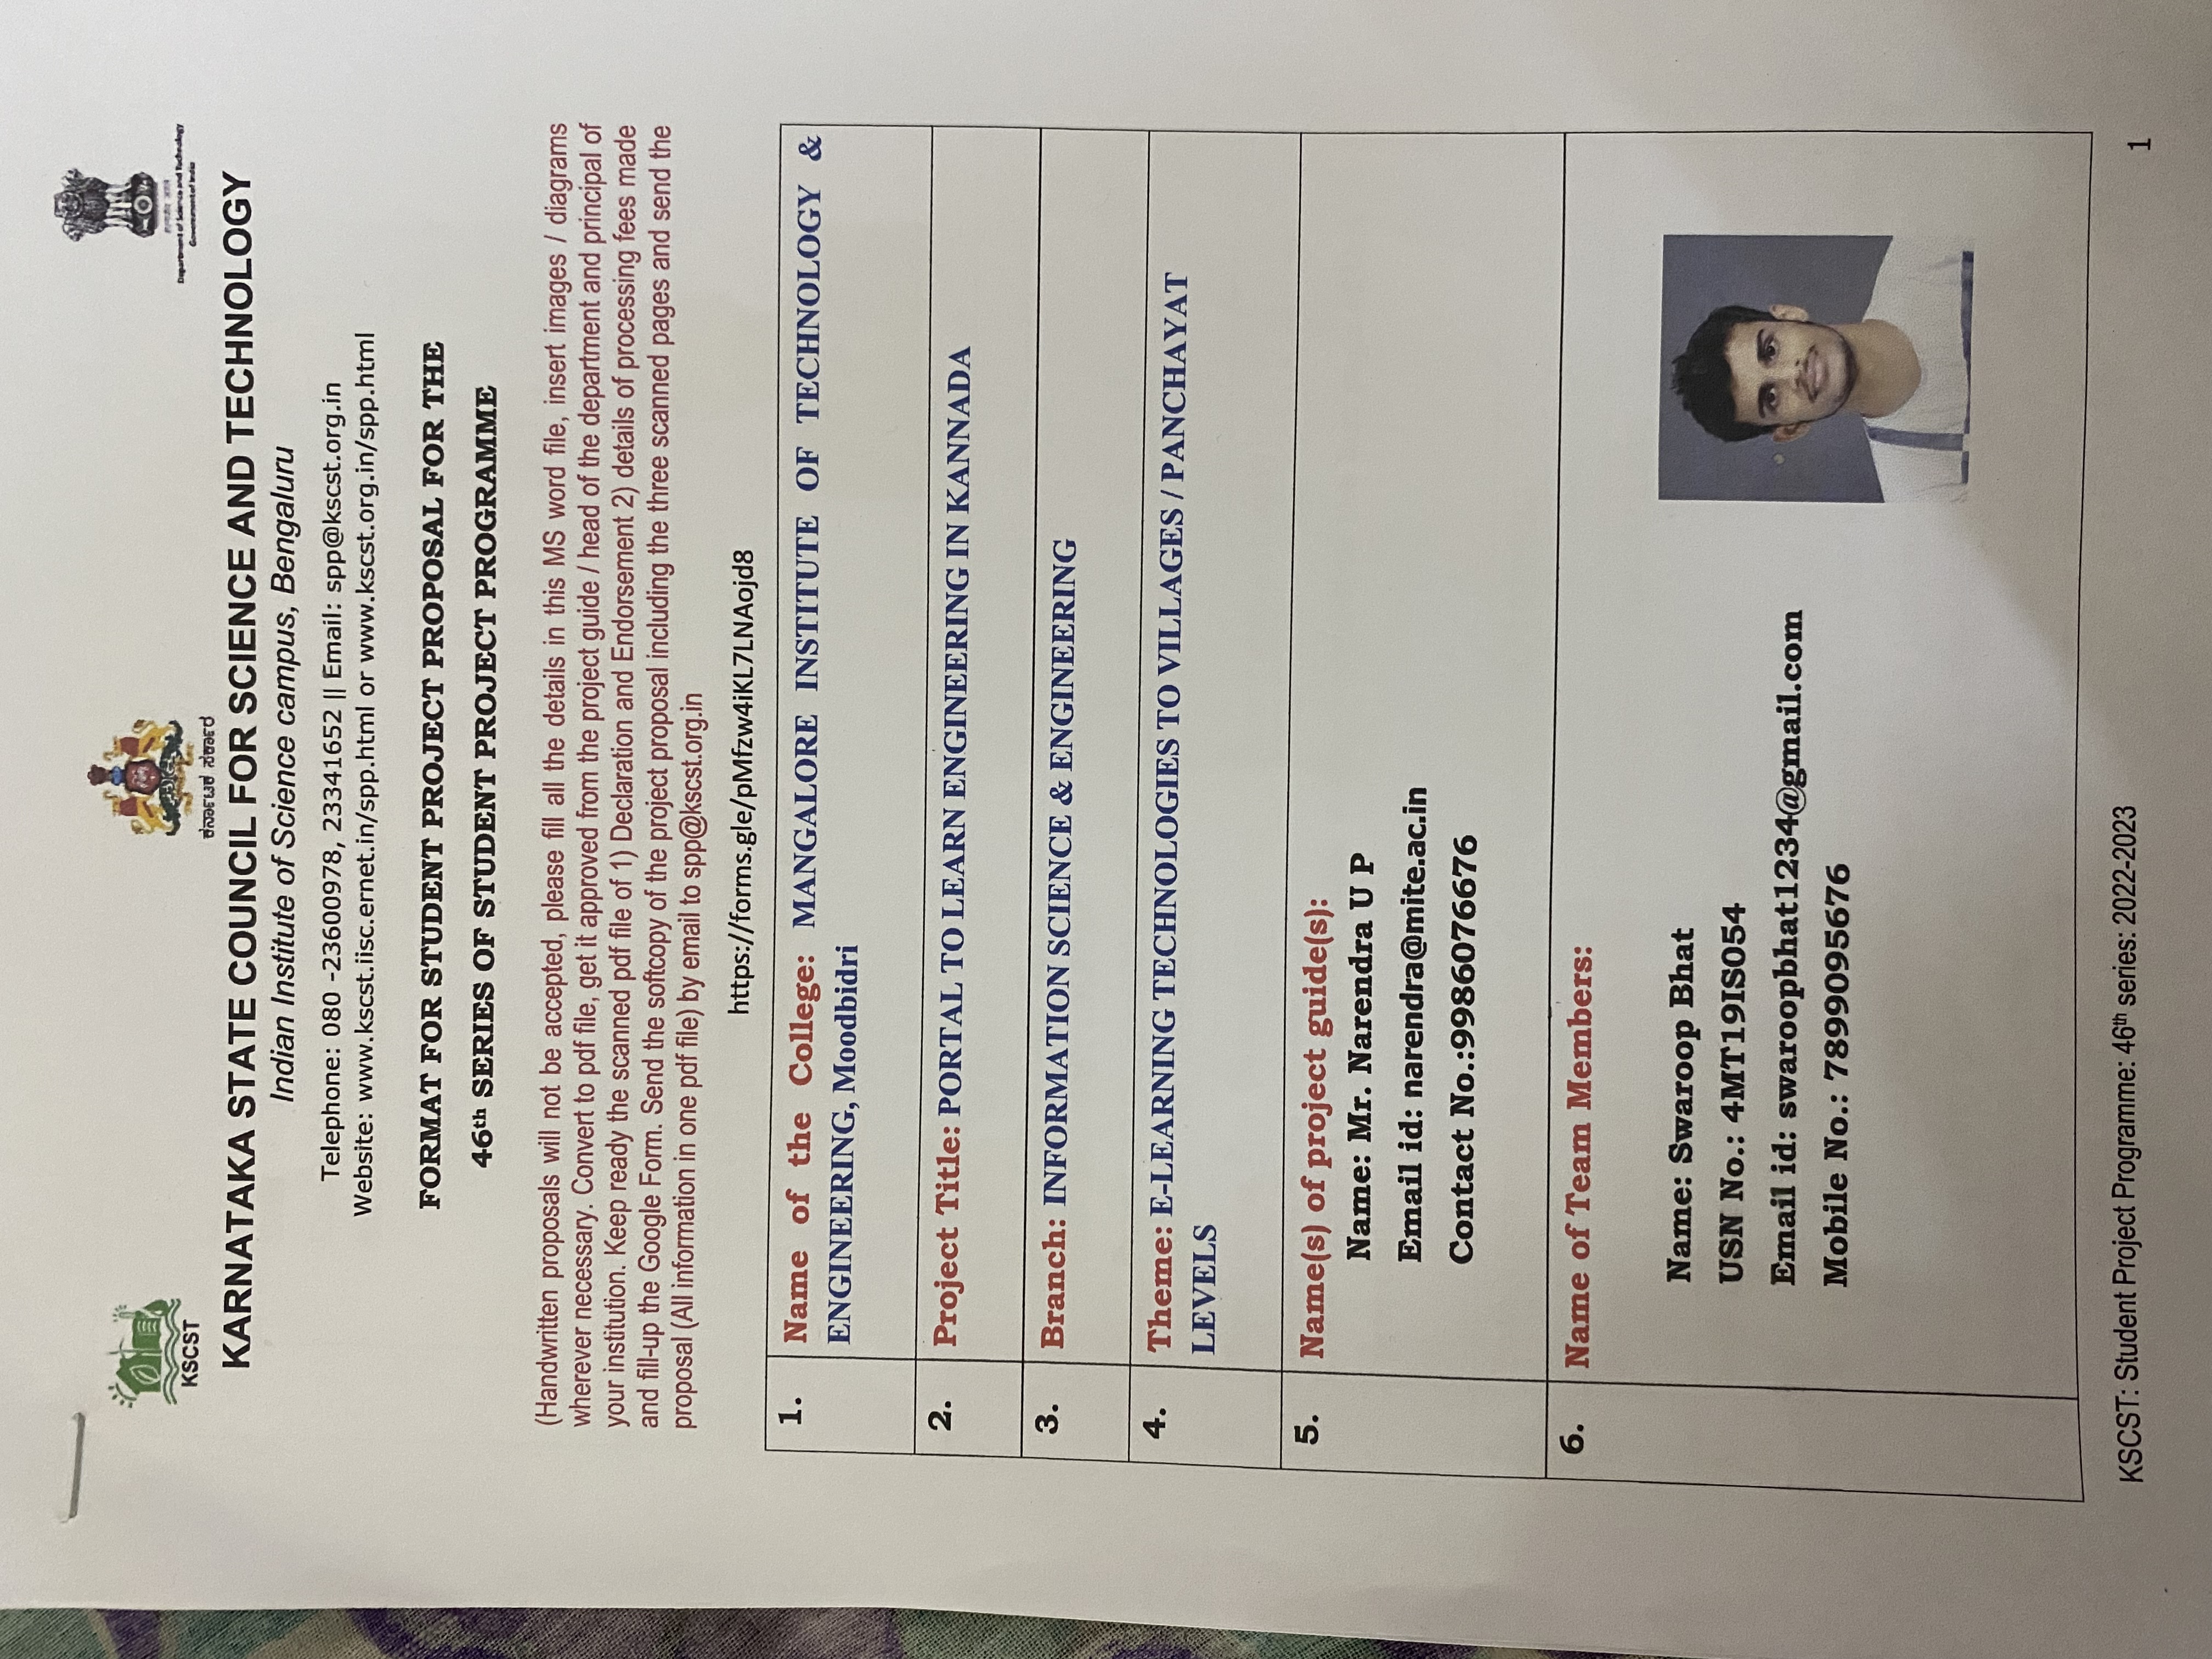 KSCST
ಕರ್ನಾಟಕ ಸರ್ಕಾರ
Department of Science and Technology
Government of India
KARNATAKA STATE COUNCIL FOR SCIENCE AND TECHNOLOGY
Indian Institute of Science campus, Bengaluru
Telephone: 080 -23600978, 23341652 || Email: spp@kscst.org.in
Website: www.kscst.iisc.ernet.in/spp.html or www.kscst.org.in/spp.html
FORMAT FOR STUDENT PROJECT PROPOSAL FOR THE
46th SERIES OF STUDENT PROJECT PROGRAMME
(Handwritten proposals will not be accepted, please fill all the details in this MS word file, insert images / diagrams
wherever necessary. Convert to pdf file, get it approved from the project guide / head of the department and principal of
your institution. Keep ready the scanned pdf file of 1) Declaration and Endorsement 2) details of processing fees made
and fill-up the Google Form. Send the softcopy of the project proposal including the three scanned pages and send the
proposal (All information in one pdf file) by email to spp@kscst.org.in
https://forms.gle/pMfzw4iKL7LNAojd8
1. Name of the College: MANGALORE INSTITUTE OF TECHNOLOGY &
ENGINEERING, Moodbidri
2. Project Title: PORTAL TO LEARN ENGINEERING IN KANNADA
3. Branch: INFORMATION SCIENCE & ENGINEERING
4. Theme: E-LEARNING TECHNOLOGIES TO VILLAGES / PANCHAYAT
LEVELS
5. Name(s) of project guide(s):
Name: Mr. Narendra U P
Email id: narendra@mite.ac.in
Contact No.:9986076676
6. Name of Team Members:
Name: Swaroop Bhat
USN No.: 4MT19IS054
Email id: swaroopbhat1234@gmail.com
Mobile No.: 7899095676
KSCST: Student Project Programme: 46th series: 2022-2023
1